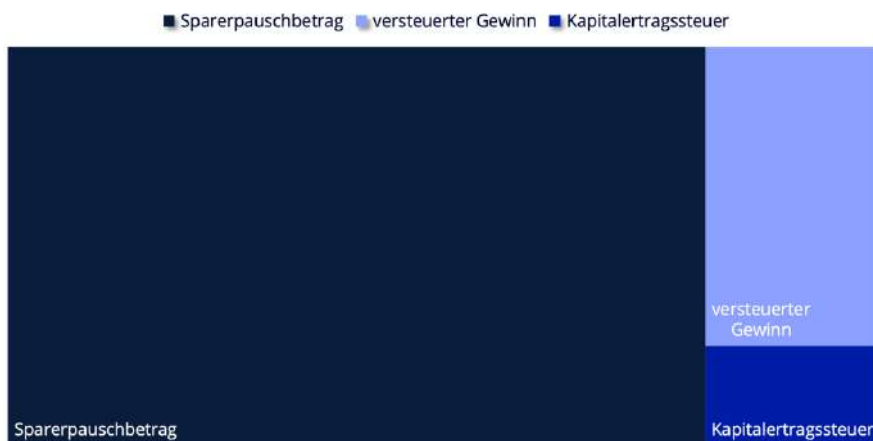 Sparerpauschbetrag versteuerter Gewinn Kapitalertragssteuer
versteuerter
Gewinn
Sparerpauschbetrag
Kapitalertragssteuer